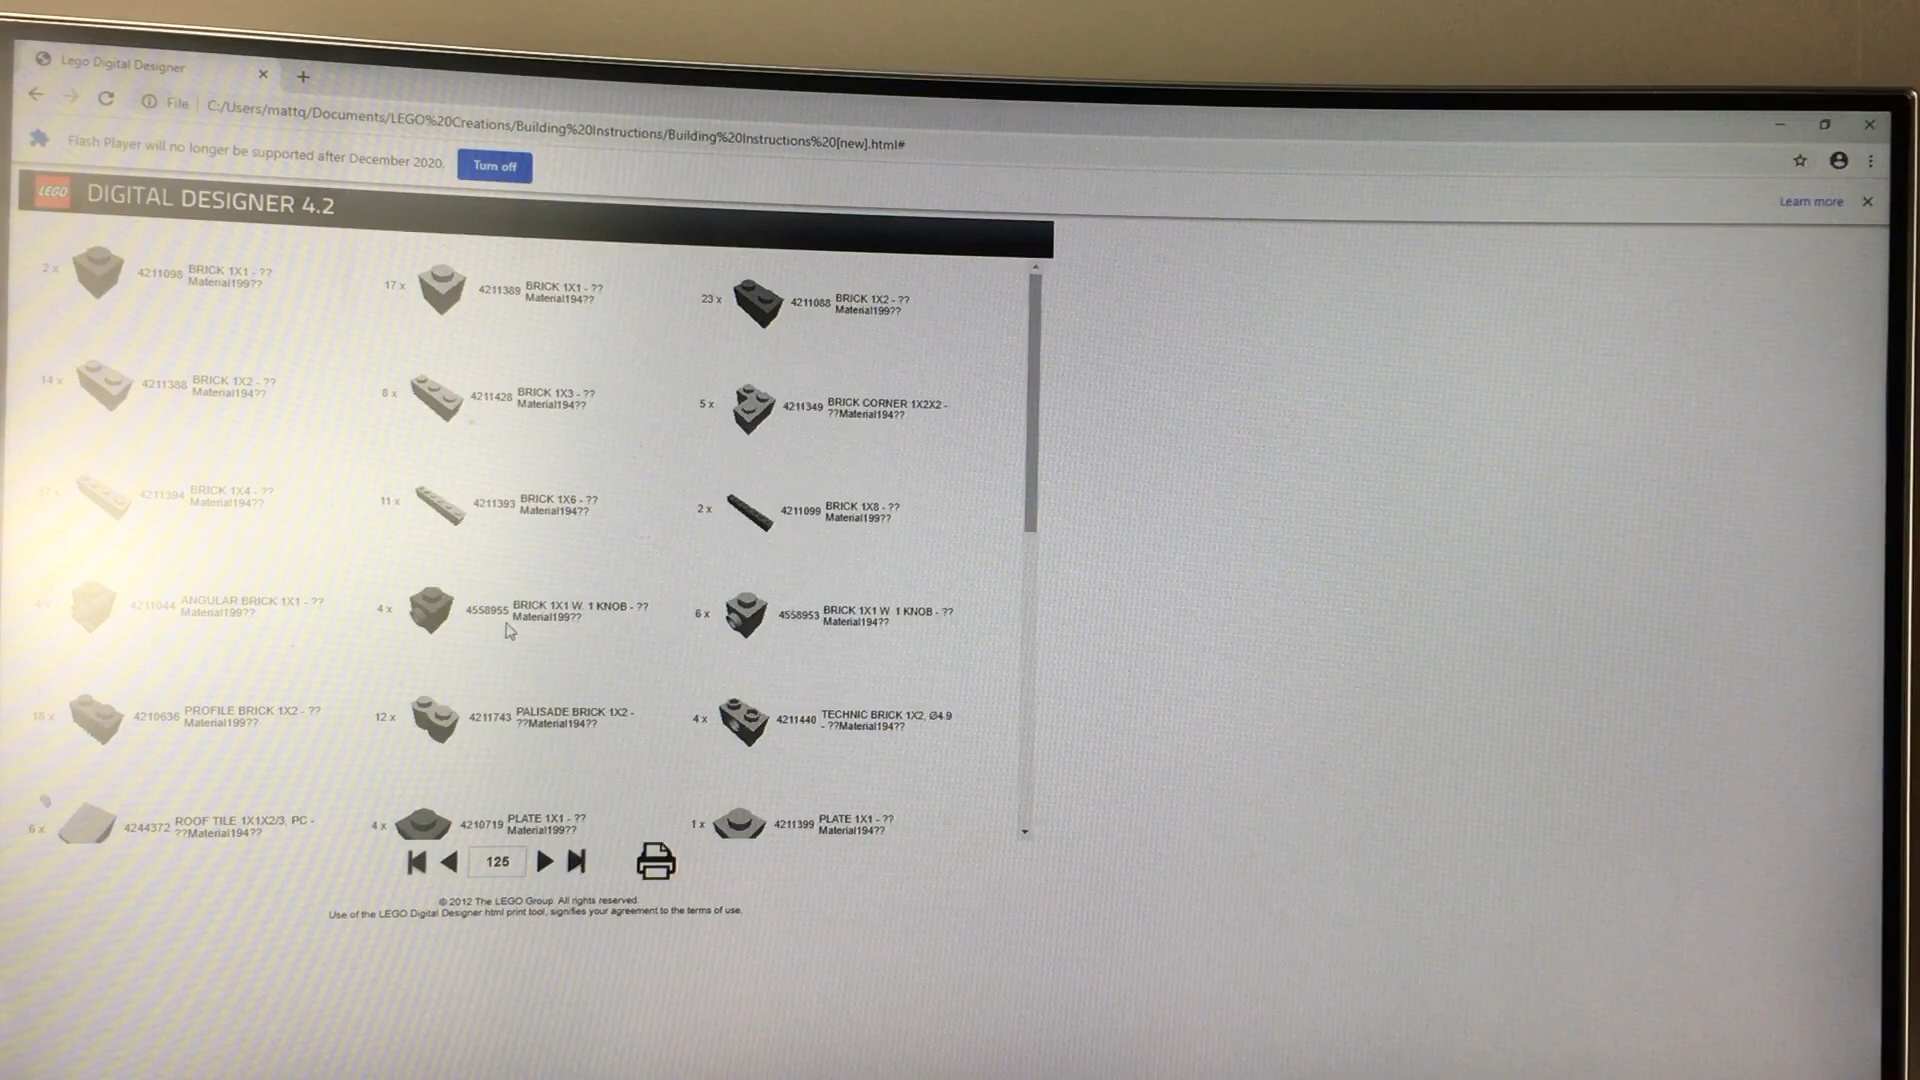 Lego Digital Designer
File | C:/Users/mattq/Documents/LEGO%20Creations/Building%20Instructions/Building%20Instructions%20[new].html#
Flash Player will no longer be supported after December 2020.
Turn off
Learn more
LEGO DIGITAL DESIGNER 4.2
2 x 4211098 BRICK 1X1 - ??
Material199??
17 x 4211389 BRICK 1X1 - ??
Material194??
23 x 4211088 BRICK 1X2 - ??
Material199??
14 x 4211388 BRICK 1X2 - ??
Material194??
8 x 4211428 BRICK 1X3 - ??
Material194??
5 x 4211349 BRICK CORNER 1X2X2 -
??Material194??
4211394 BRICK 1X4 - ??
Material194??
11 x 4211393 BRICK 1X6 - ??
Material194??
2 x 4211099 BRICK 1X8 - ??
Material199??
4 x 4211044 ANGULAR BRICK 1X1 - ??
Material199??
4 x 4558955 BRICK 1X1 W. 1 KNOB - ??
Material199??
6 x 4558953 BRICK 1X1 W. 1 KNOB - ??
Material194??
18 x 4210636 PROFILE BRICK 1X2 - ??
Material199??
12 x 4211743 PALISADE BRICK 1X2 -
??Material194??
4 x 4211440 TECHNIC BRICK 1X2, Ø4.9
- ??Material194??
6 x 4244372 ROOF TILE 1X1X2/3, PC -
??Material194??
4 x 4210719 PLATE 1X1 - ??
Material199??
1 x 4211399 PLATE 1X1 - ??
Material194??
125
© 2012 The LEGO Group. All rights reserved.
Use of the LEGO Digital Designer html print tool, signifies your agreement to the terms of use.